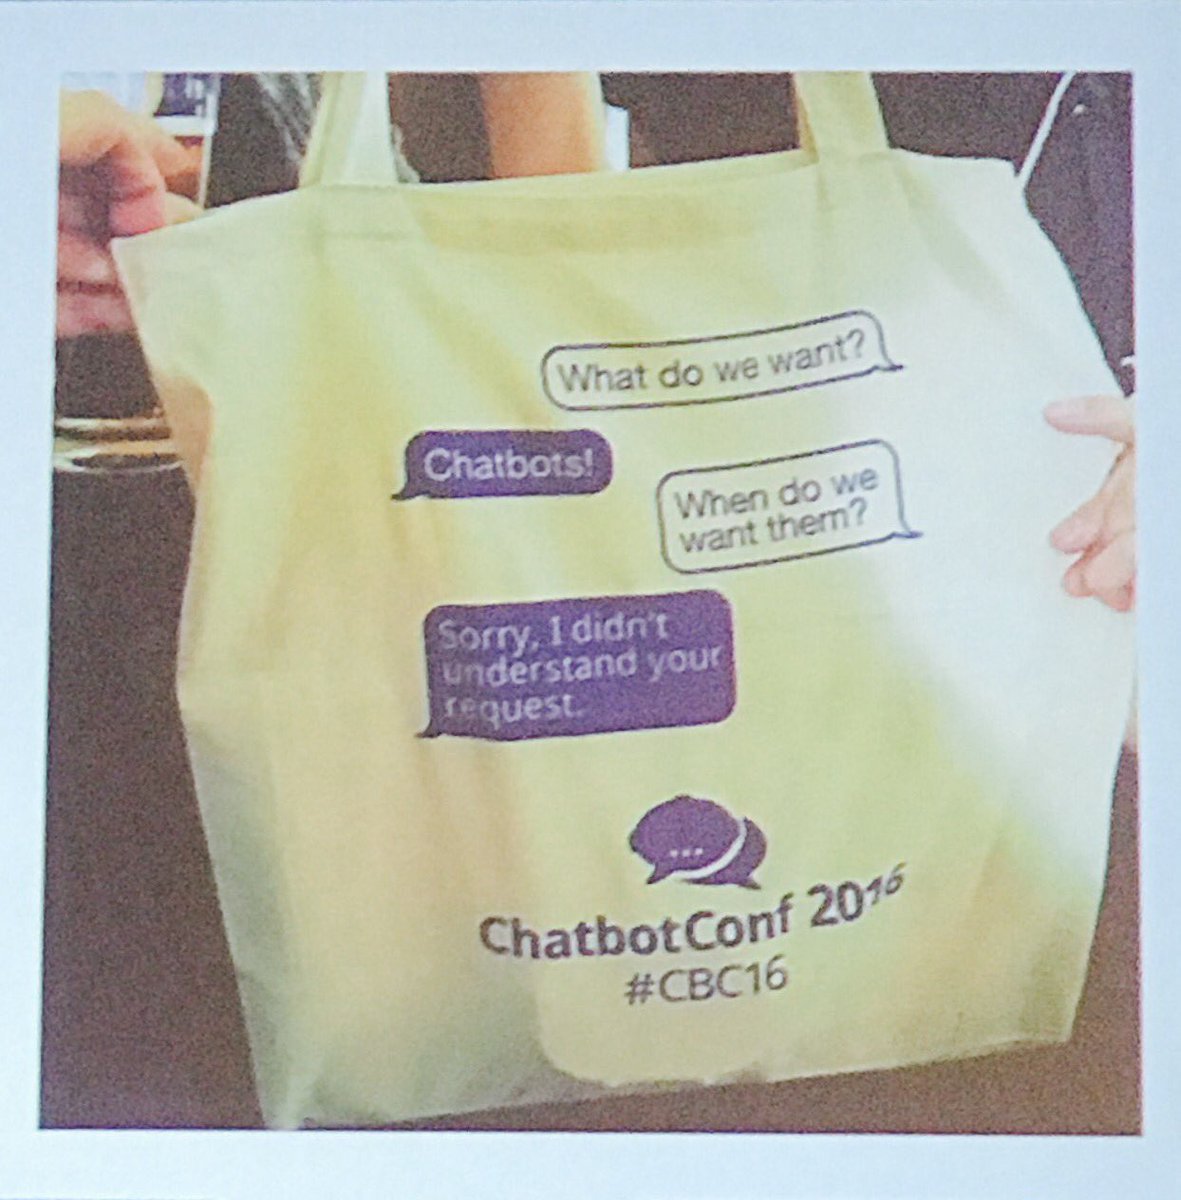 What do we want?
Chatbots!
When do we
want them?
Sorry, I didn't
understand your
request.
...
ChatbotConf 2016
#CBC16